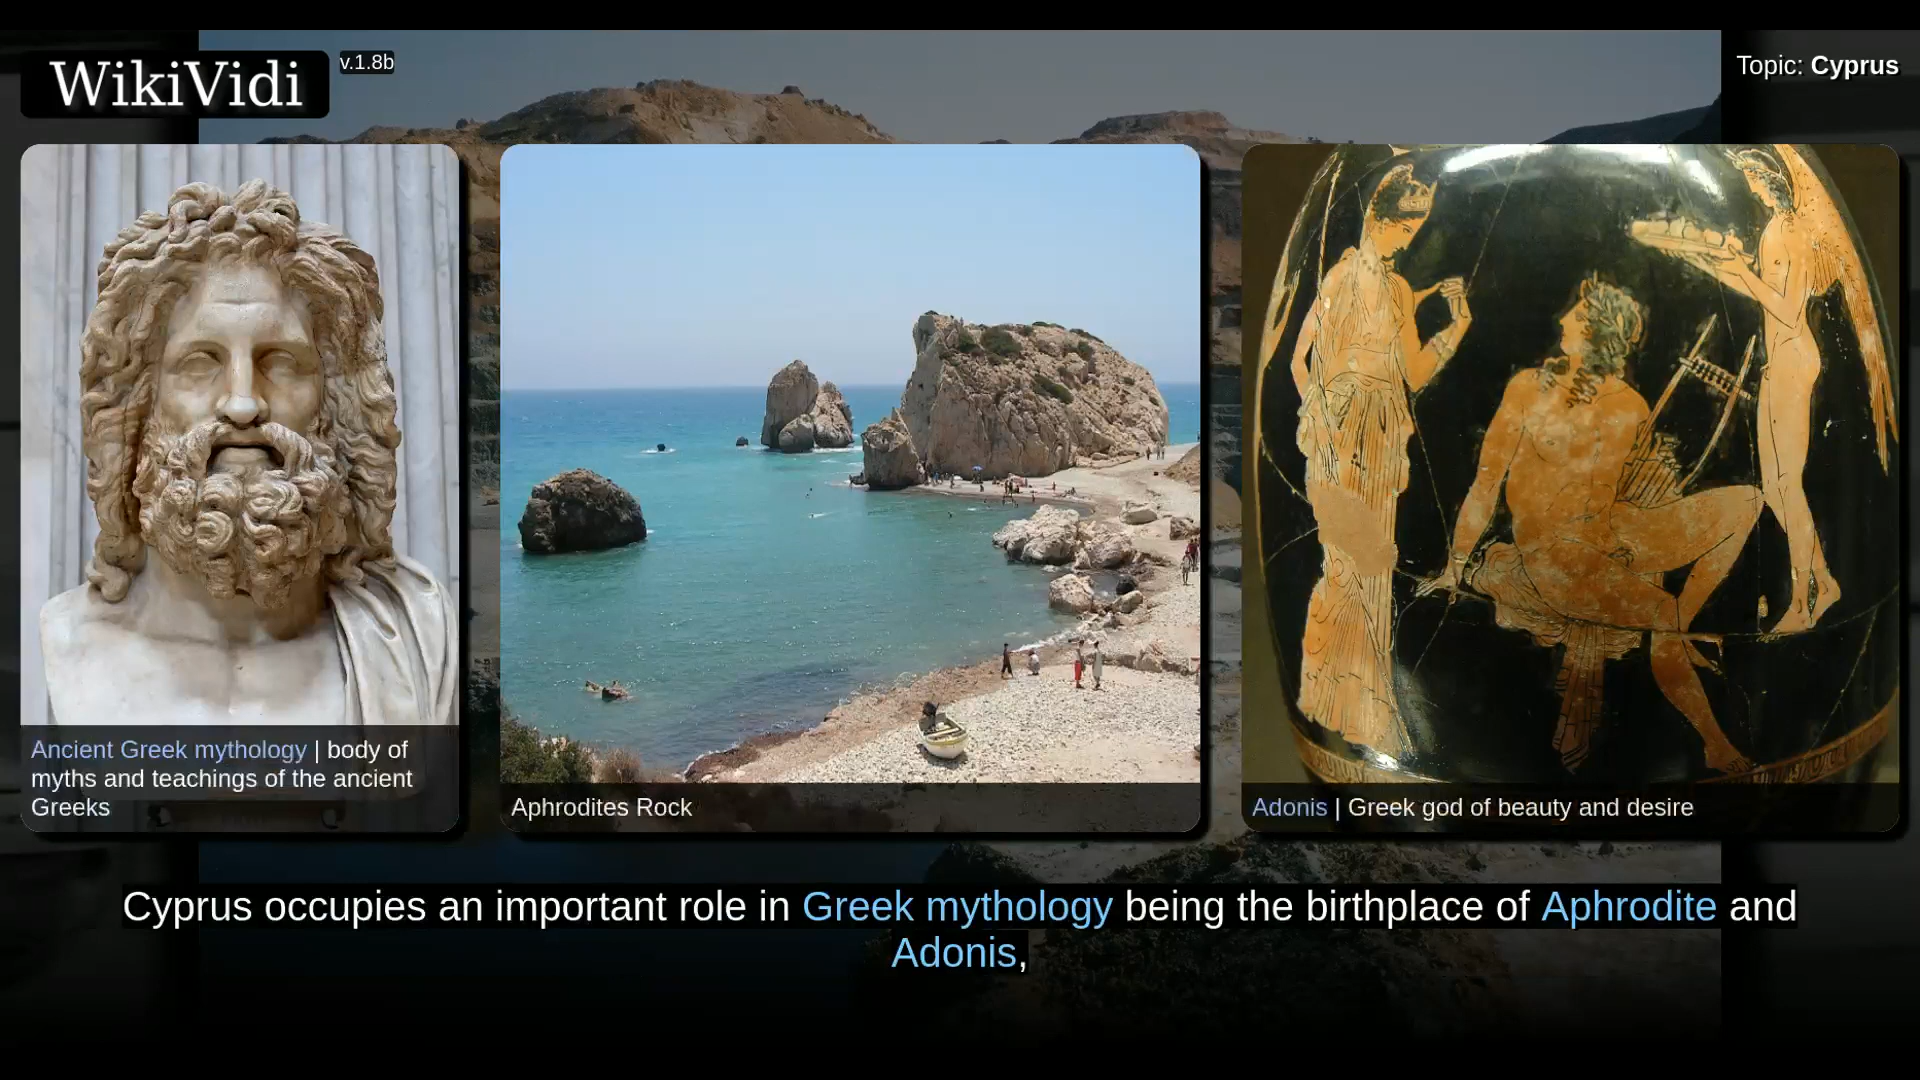 WikiVidi
v.1.8b
Topic: Cyprus
Ancient Greek mythology | body of
myths and teachings of the ancient
Greeks
Aphrodites Rock
Adonis | Greek god of beauty and desire
Cyprus occupies an important role in Greek mythology being the birthplace of Aphrodite and
Adonis,